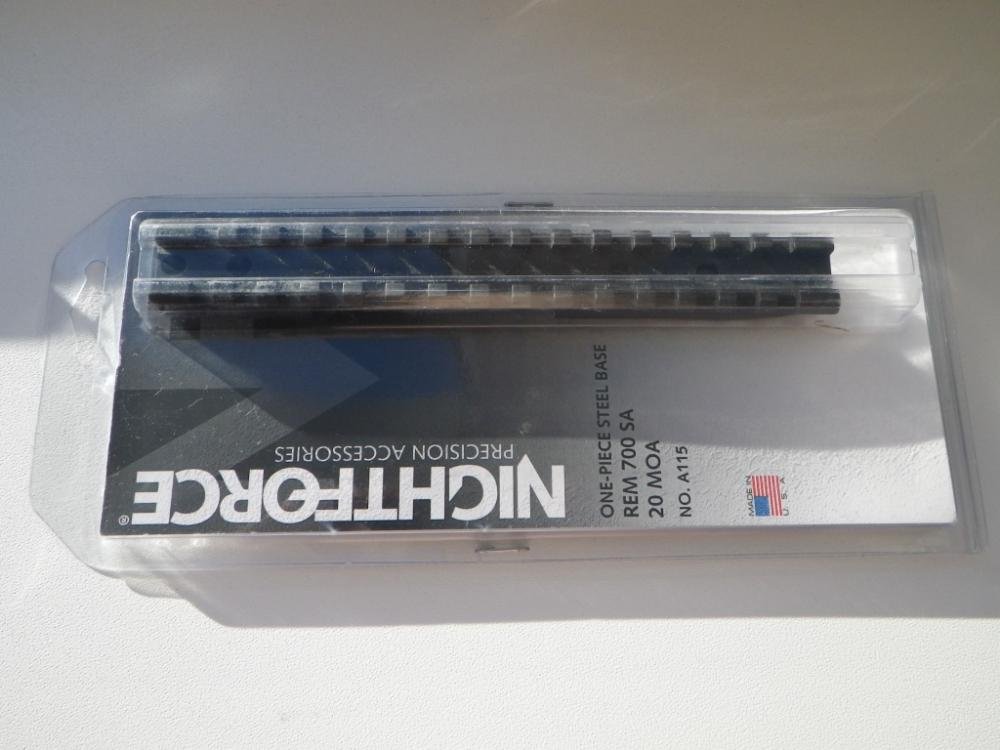 NIGHTFORCE®
PRECISION ACCESSORIES
ONE-PIECE STEEL BASE
REM 700 SA
20 MOA
NO. A115
MADE IN
U.S.A